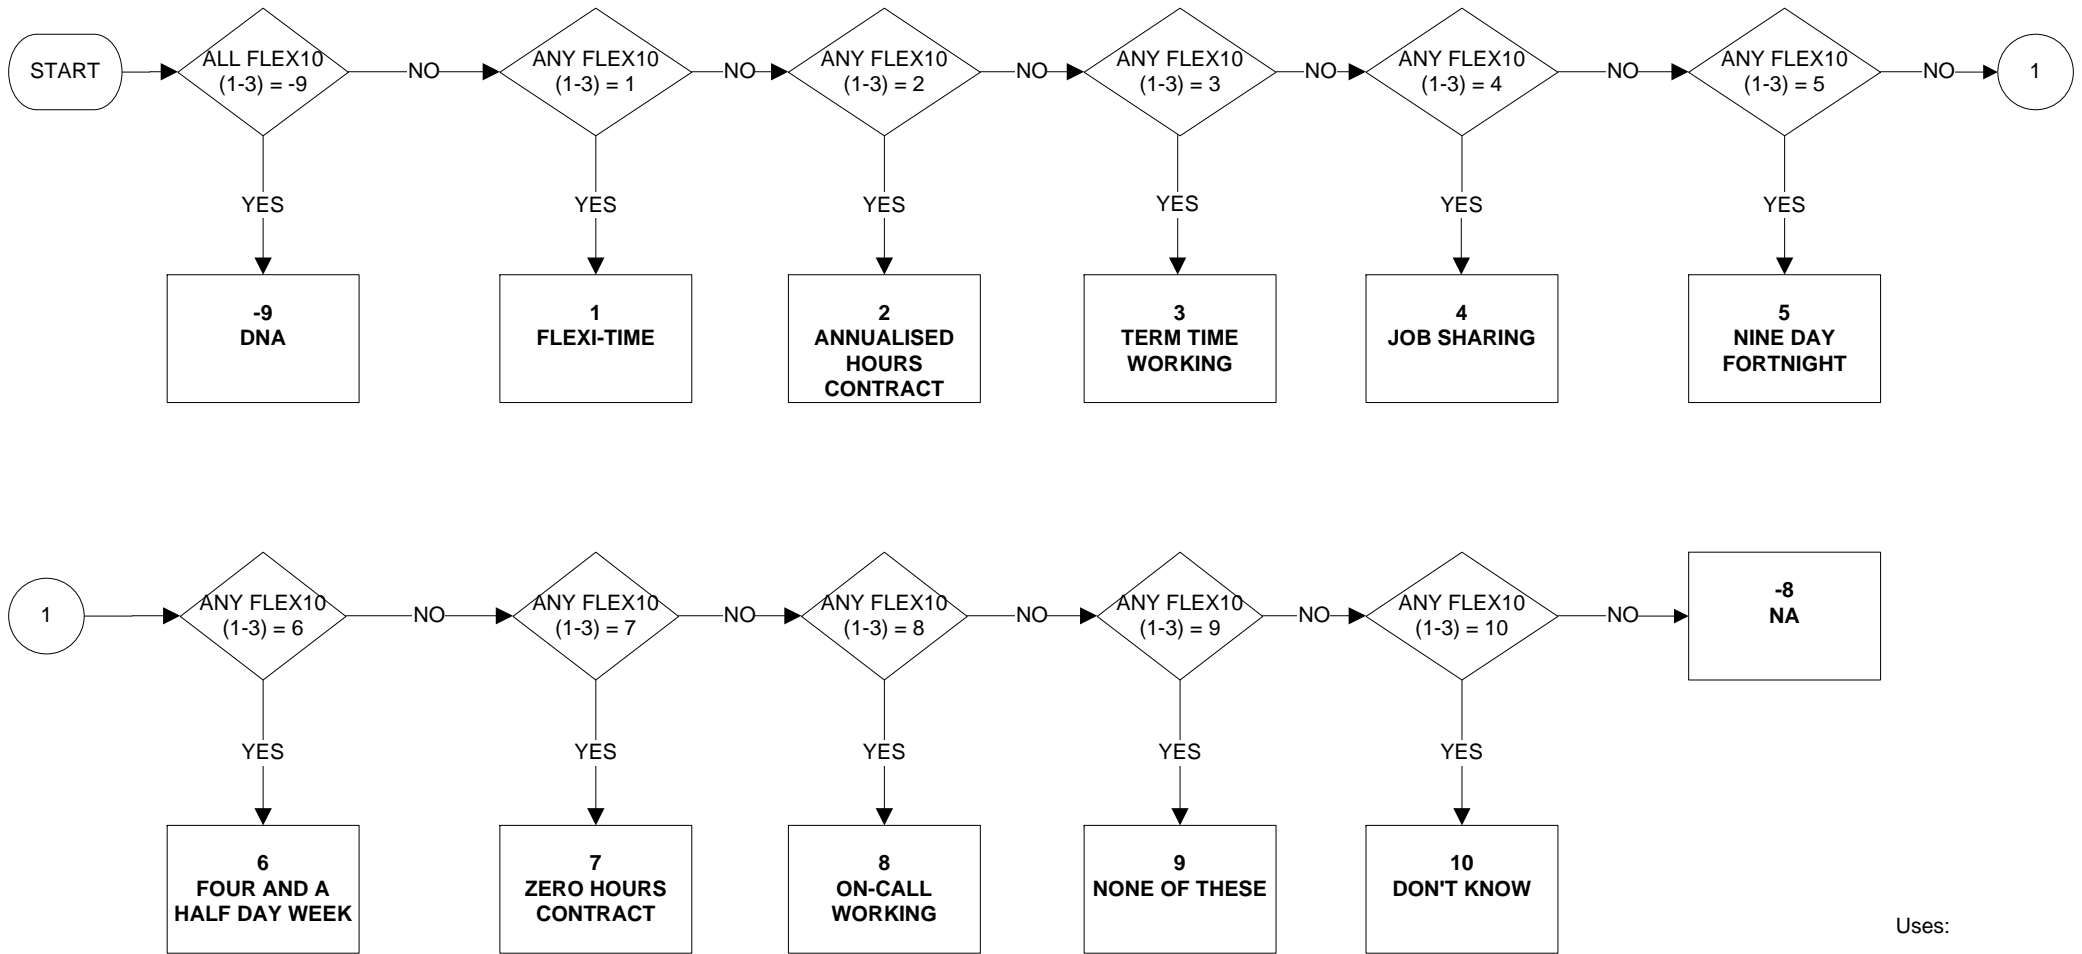 START
ALL FLEX10
(1-3) = -9
NO
ANY FLEX10
(1-3) = 1
NO
ANY FLEX10
(1-3) = 2
NO
ANY FLEX10
(1-3) = 3
NO
ANY FLEX10
(1-3) = 4
NO
ANY FLEX10
(1-3) = 5
NO
1
YES
YES
YES
YES
YES
YES
-9
DNA
1
FLEXI-TIME
2
ANNUALISED
HOURS
CONTRACT
3
TERM TIME
WORKING
4
JOB SHARING
5
NINE DAY
FORTNIGHT
1
ANY FLEX10
(1-3) = 6
NO
ANY FLEX10
(1-3) = 7
NO
ANY FLEX10
(1-3) = 8
NO
ANY FLEX10
(1-3) = 9
NO
ANY FLEX10
(1-3) = 10
NO
-8
NA
YES
YES
YES
YES
YES
6
FOUR AND A
HALF DAY WEEK
7
ZERO HOURS
CONTRACT
8
ON-CALL
WORKING
9
NONE OF THESE
10
DON'T KNOW
Uses: